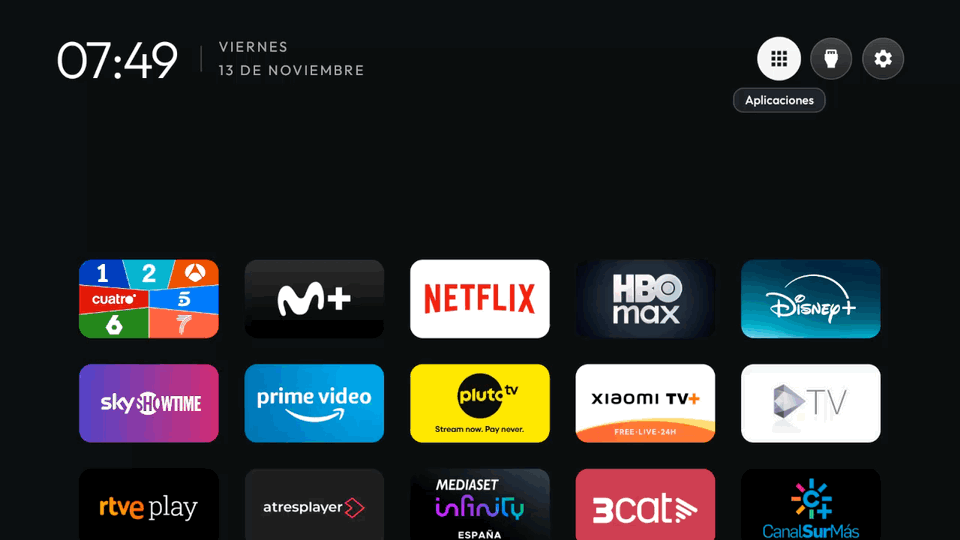 07:49
VIERNES
13 DE NOVIEMBRE
Aplicaciones
1 2
cuatro 5
6 7
M+
NETFLIX
HBO
max
Disney+
sky SHOWTIME
prime video
pluto tv
Stream now. Pay never.
xiaomi TV+
FREE·LIVE·24H
TV
rtve play
atresplayer
MEDIASET
infinity
ESPAÑA
3cat
CanalSurMás